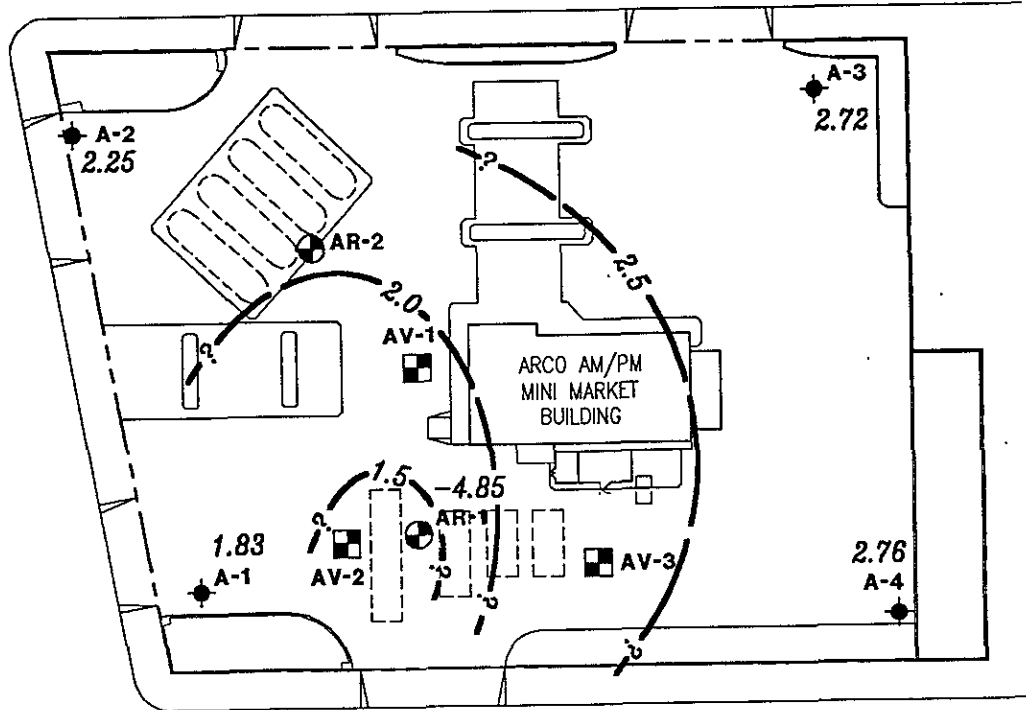 A-3
2.72
A-2
2.25
AR-2
?
2.5
2.0
AV-1
?
ARCO AM/PM
MINI MARKET
BUILDING
1.5
-4.85
AR-1
?
1.83
AV-2
AV-3
2.76
A-1
A-4
?
?
?